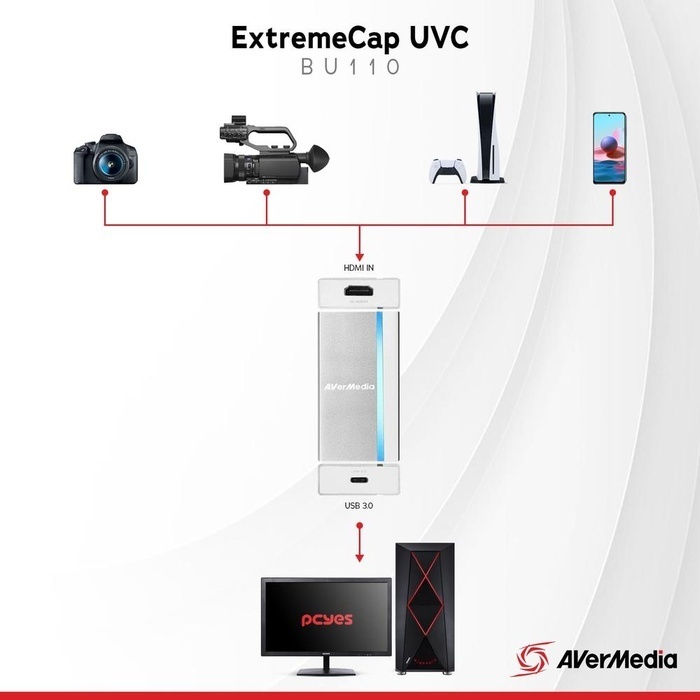 ExtremeCap UVC
BU110
HDMI IN
AVerMedia
USB 3.0
pcyes
AVerMedia